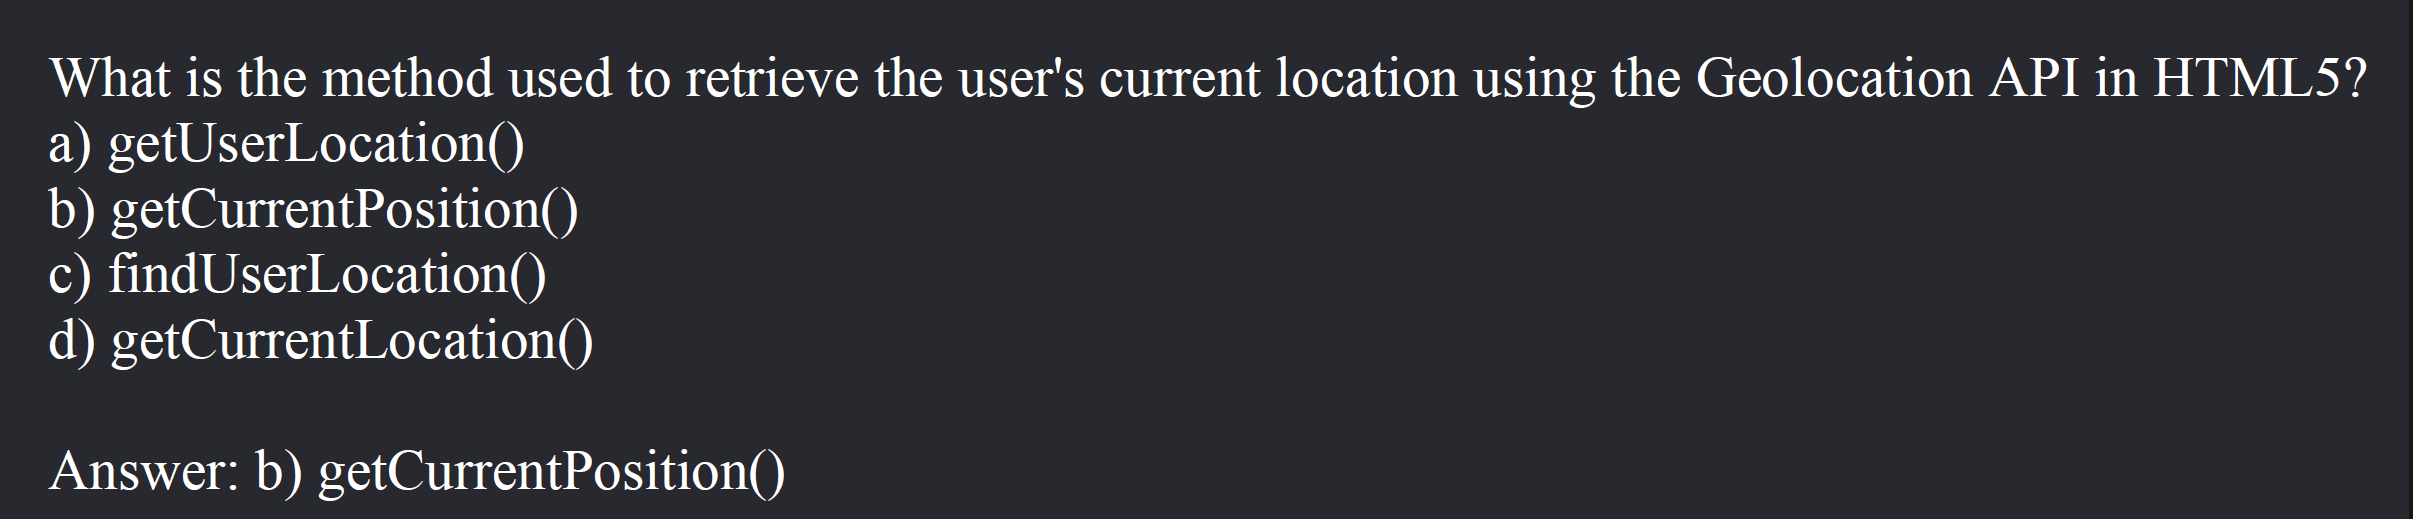 What is the method used to retrieve the user's current location using the Geolocation API in HTML5?
a) getUserLocation()
b) getCurrentPosition()
c) findUserLocation()
d) getCurrentLocation()
Answer: b) getCurrentPosition()